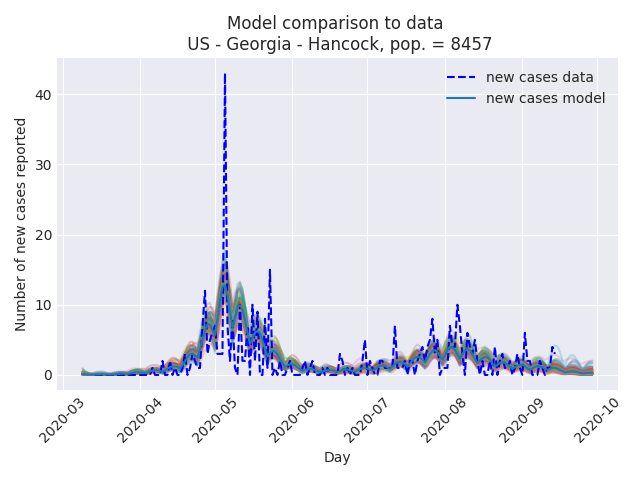 Model comparison to data
US - Georgia - Hancock, pop. = 8457
new cases data
new cases model
Number of new cases reported
40
30
20
10
0
2020-03
2020-04
2020-05
2020-06
2020-07
2020-08
2020-09
2020-10
Day